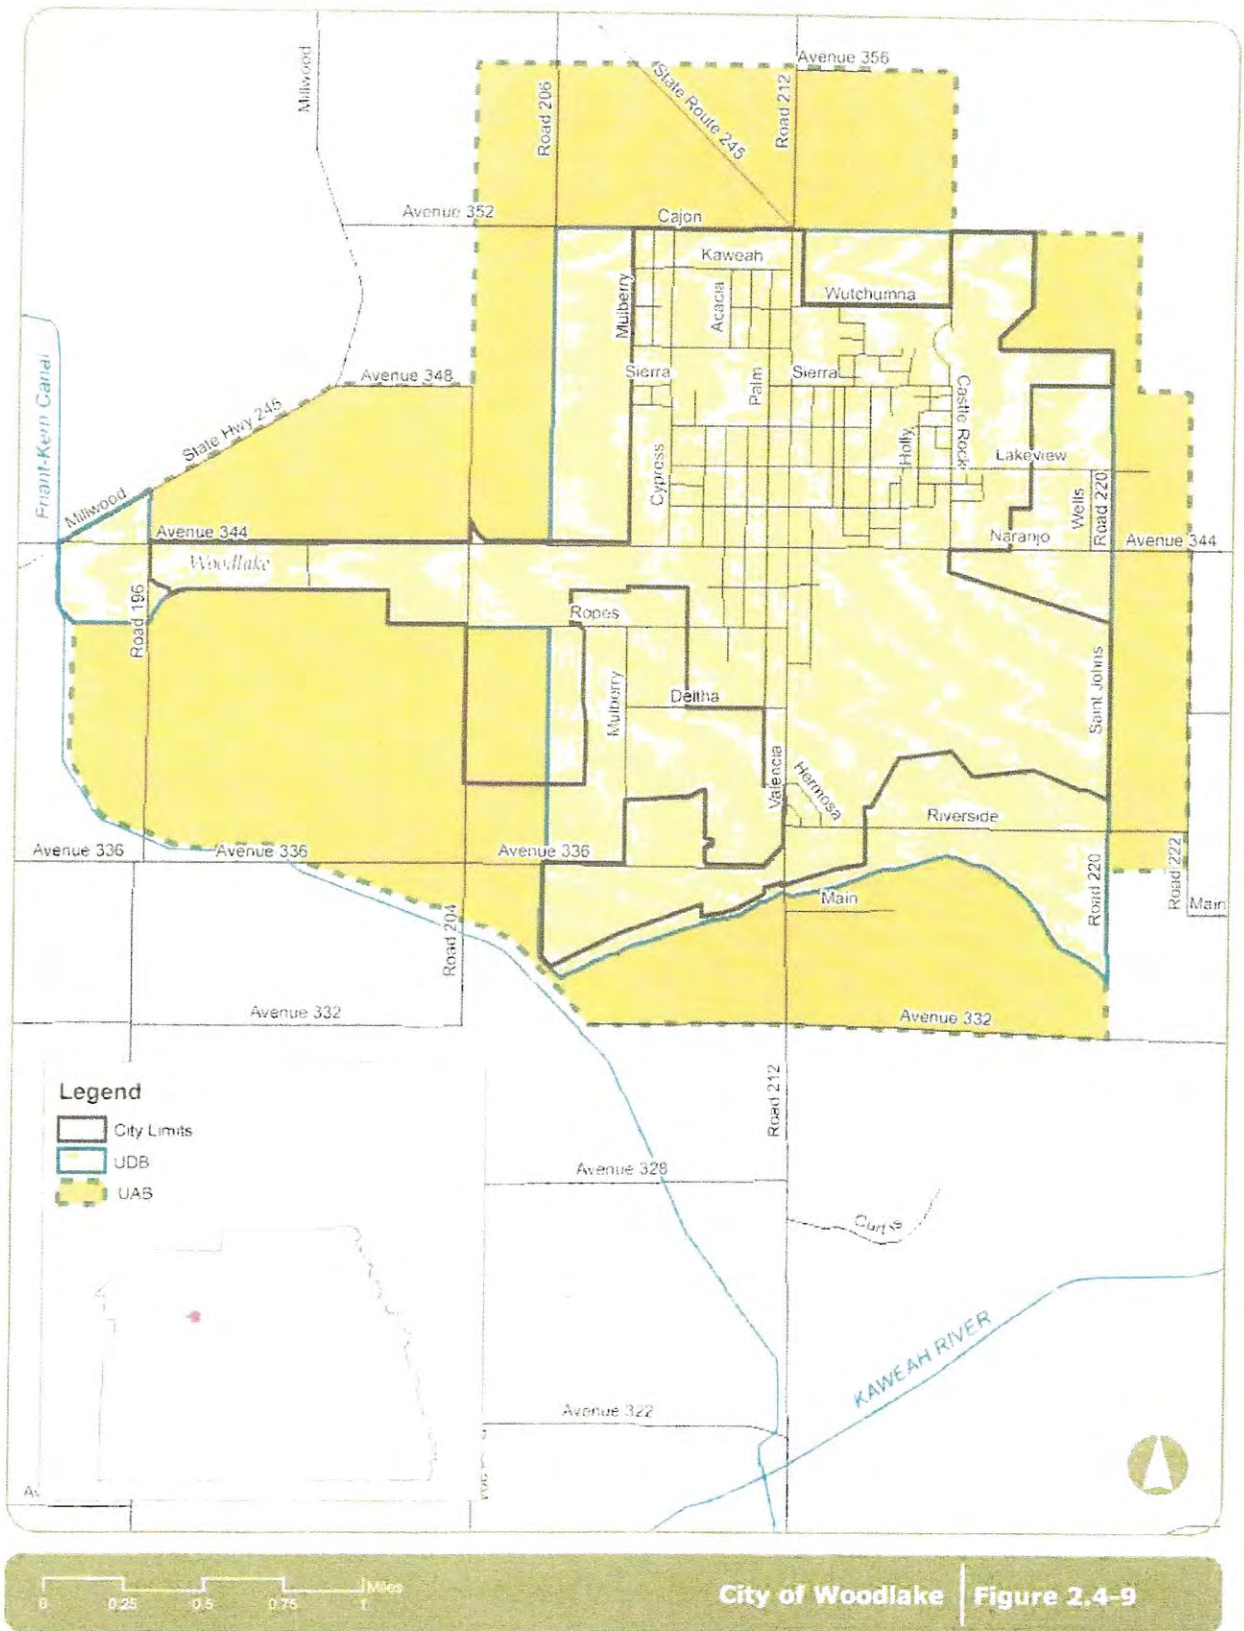 Avenue 356
Millwood
Road 206
State Route 245
Road 212
Avenue 352
Cajon
Kaweah
Mulberry
Acacia
Wutchumna
Friant-Kern Canal
Avenue 348
Sierra
Palm
Sierra
State Hwy 245
Castle Rock
Holly
Cypress
Lakeview
Millwood
Wells
Road 220
Avenue 344
Naranjo
Avenue 344
Woodlake
Road 196
Ropes
Mulberry
Deltha
Saint Johns
Valencia
Hermosa
Riverside
Avenue 336
Avenue 336
Avenue 336
Road 222
Road 220
Main
Main
Road 204
Avenue 332
Avenue 332
Legend
City Limits
UDB
UAB
Road 212
Avenue 328
Curtis
KAWEAH RIVER
Avenue 322
0 0.25 0.5 0.75 1 Miles
City of Woodlake | Figure 2.4-9